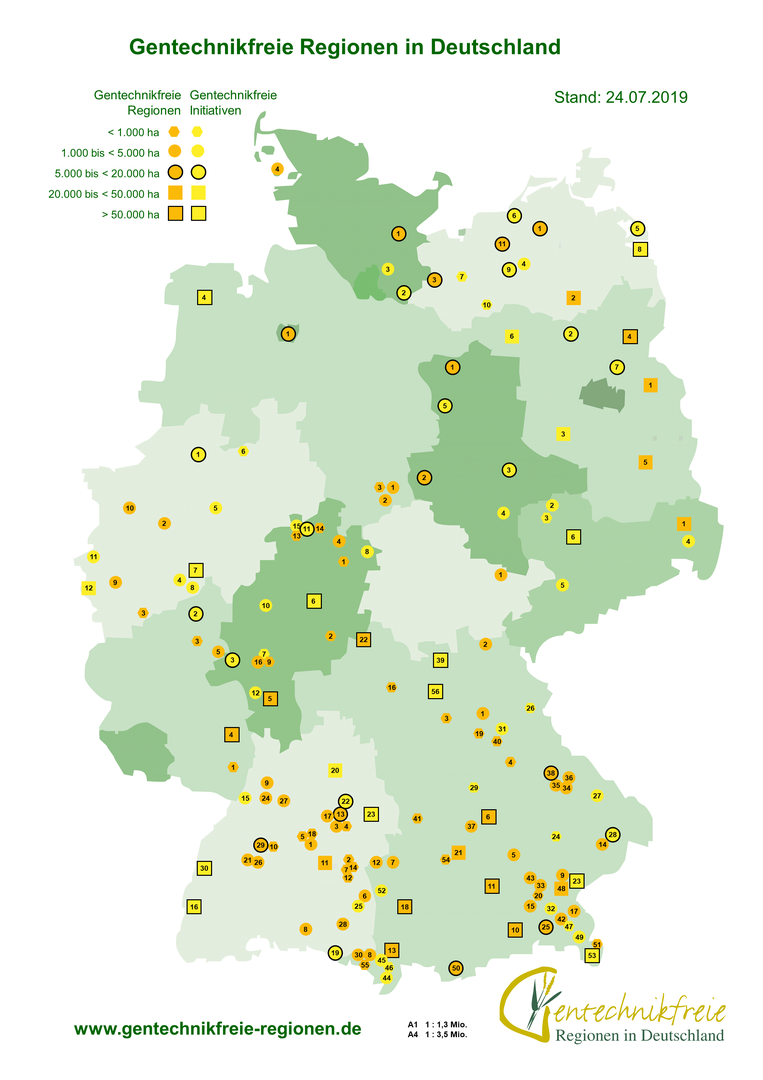 Gentechnikfreie Regionen in Deutschland
Gentechnikfreie Gentechnikfreie
Regionen Initiativen
Stand: 24.07.2019
< 1.000 ha
1.000 bis < 5.000 ha
5.000 bis < 20.000 ha
20.000 bis < 50.000 ha
> 50.000 ha
4
6
1 1 5
11 8
3 4 9
3 7
2 4 2
10
1 6 2 4
1 7
1
5
3
1 6
5
2 3
3 1
2 2
10 5 4 3
2 1
15 11 14
13 6
4 4
8
11 1
7 1
4
9 8 5
12
6
10
3 2
2 22
3 2
5 7
3 16 9 39
16
12 56
5 26
1
3
4 31
19
40
4
1 20 38
9 36
35 34
29
15 24 27 22 27
17 13 23 6
41
3 4 37
5 18 24 28
29 10 1 14
21
21 26 11 2 12 7 54 5
30 7 14
12 43 9 23
11 33 48
52 20
6
16 25 18 15 32 17
42
28 10 25 47
8 49
51
13 53
19 30 8
45
55 46
50
44
Gentechnikfreie
Regionen in Deutschland
www.gentechnikfreie-regionen.de
A1 1 : 1,3 Mio.
A4 1 : 3,5 Mio.